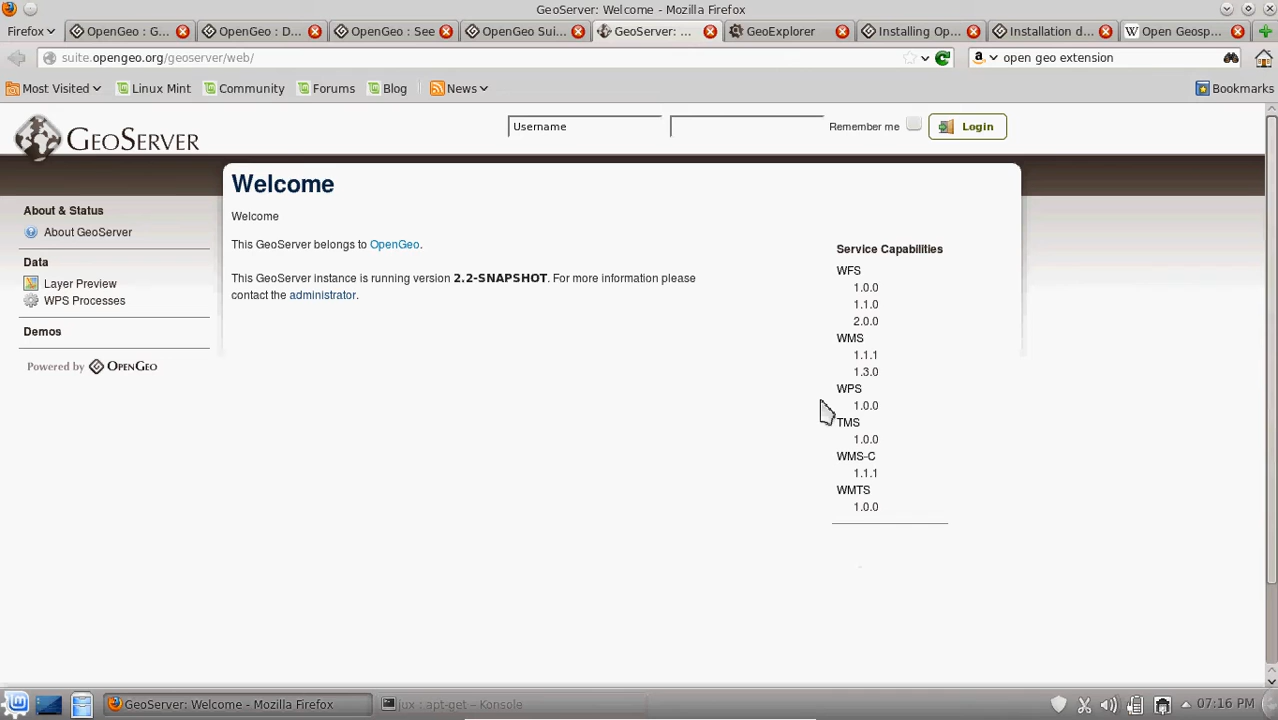 GeoServer: Welcome - Mozilla Firefox
Firefox
OpenGeo : G...
OpenGeo : D...
OpenGeo : See
OpenGeo Sui...
GeoServer: ...
GeoExplorer
Installing Op...
Installation d...
W Open Geosp...
suite.opengeo.org/geoserver/web/
open geo extension
Most Visited
Linux Mint
Community
Forums
Blog
News
Bookmarks
GEOSERVER
Username
Remember me
Login
Welcome
About & Status
About GeoServer
Data
Layer Preview
WPS Processes
Demos
Powered by OPENGEO
Welcome
This GeoServer belongs to OpenGeo.
This GeoServer instance is running version 2.2-SNAPSHOT. For more information please
contact the administrator.
Service Capabilities
WFS
1.0.0
1.1.0
2.0.0
WMS
1.1.1
1.3.0
WPS
1.0.0
TMS
1.0.0
WMS-C
1.1.1
WMTS
1.0.0
GeoServer: Welcome - Mozilla Firefox
jux : apt-get – Konsole
07:16 PM